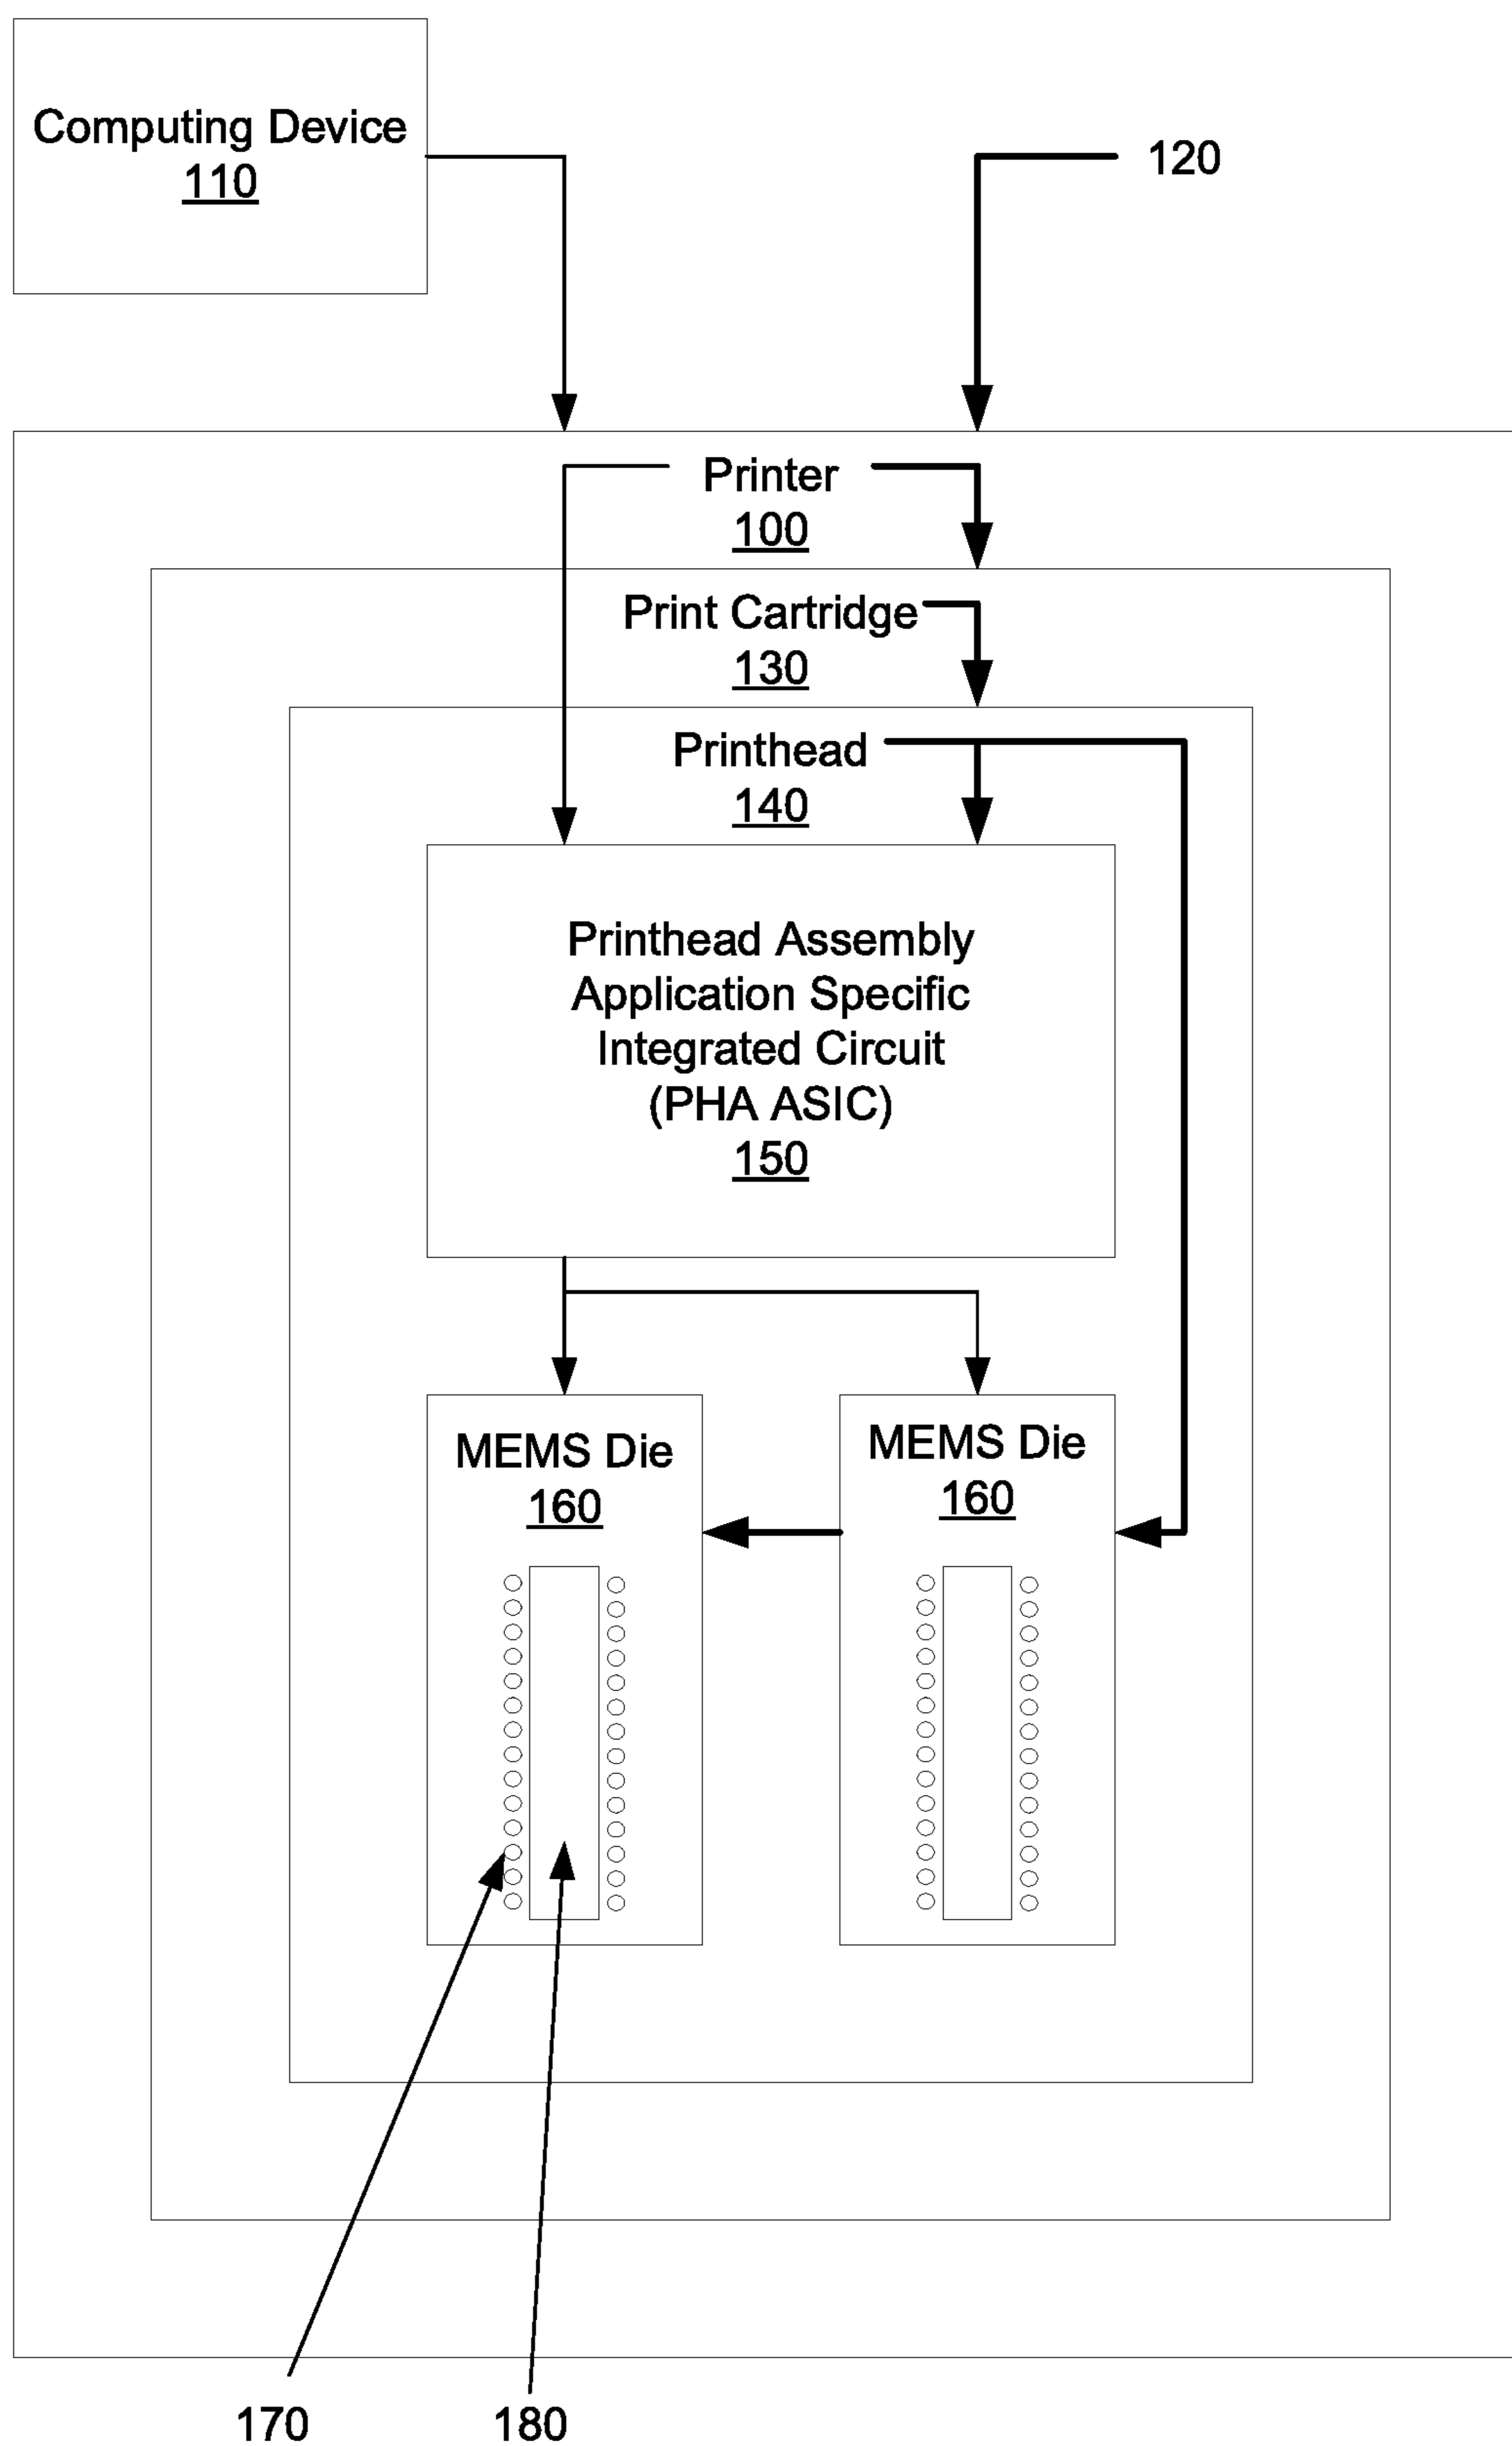 Computing Device
110
120
Printer
100
Print Cartridge
130
Printhead
140
Printhead Assembly
Application Specific
Integrated Circuit
(PHA ASIC)
150
MEMS Die
160
MEMS Die
160
170
180